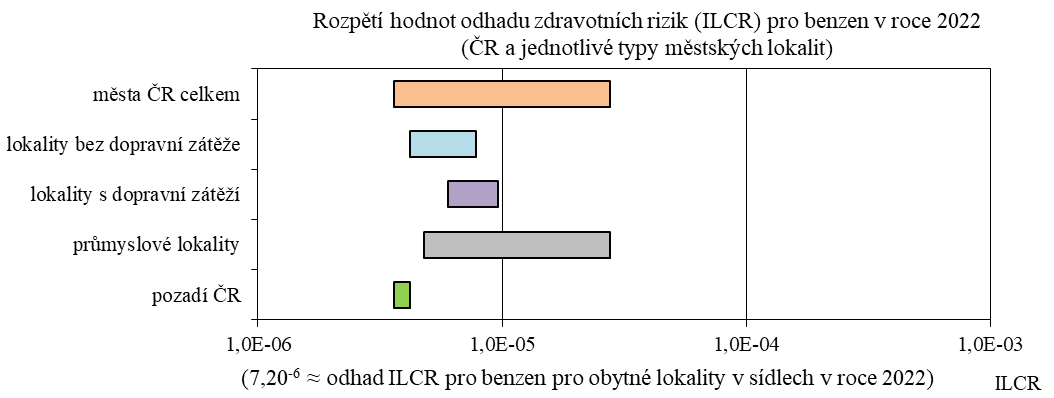 Rozpětí hodnot odhadu zdravotních rizik (ILCR) pro benzen v roce 2022
(ČR a jednotlivé typy městských lokalit)
města ČR celkem
lokality bez dopravní zátěže
lokality s dopravní zátěží
průmyslové lokality
pozadí ČR
1,0E-06 1,0E-05 1,0E-04 1,0E-03
(7,20⁻⁶ ≈ odhad ILCR pro benzen pro obytné lokality v sídlech v roce 2022)
ILCR